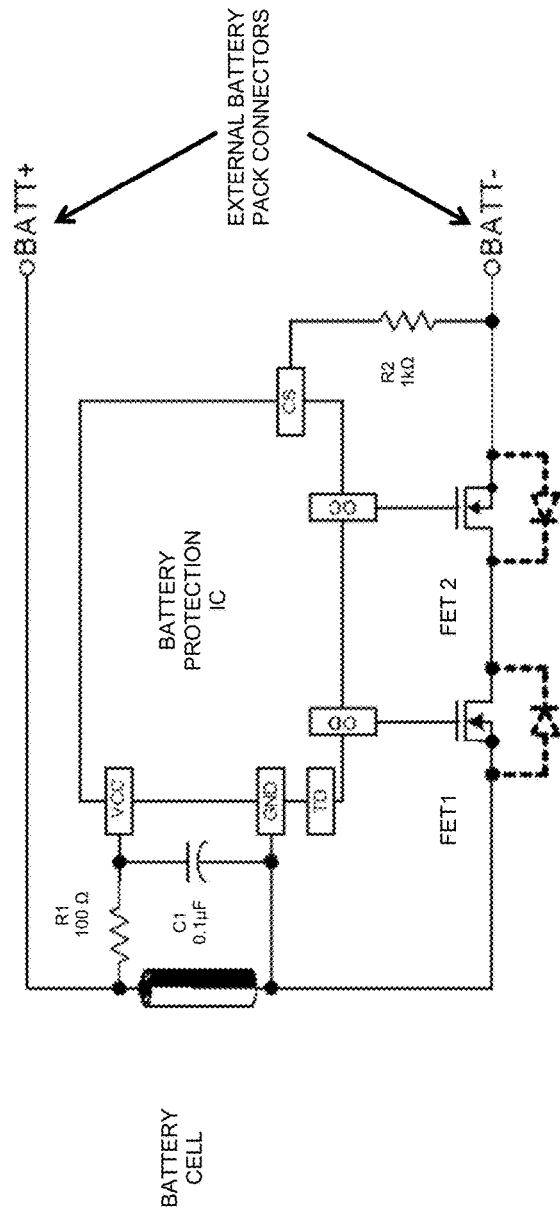 BATT+
EXTERNAL BATTERY
PACK CONNECTORS
BATT-
BATTERY
CELL
R1
100 Ω
C1
0.1µF
VCC
GND
TD
BATTERY
PROTECTION
IC
CS
R2
1kΩ
FET1
FET 2